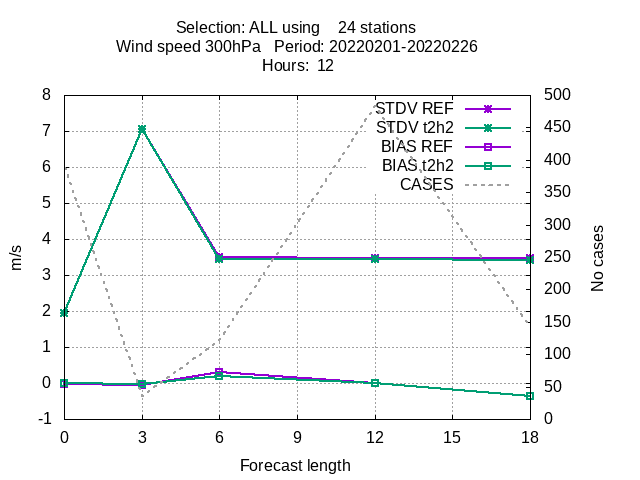 Selection: ALL using 24 stations
Wind speed 300hPa Period: 20220201-20220226
Hours: 12
8
7
6
5
4
3
2
1
0
-1
m/s
STDV REF
STDV t2h2
BIAS REF
BIAS t2h2
CASES
500
450
400
350
300
250
200
150
100
50
0
No cases
0 3 6 9 12 15 18
Forecast length